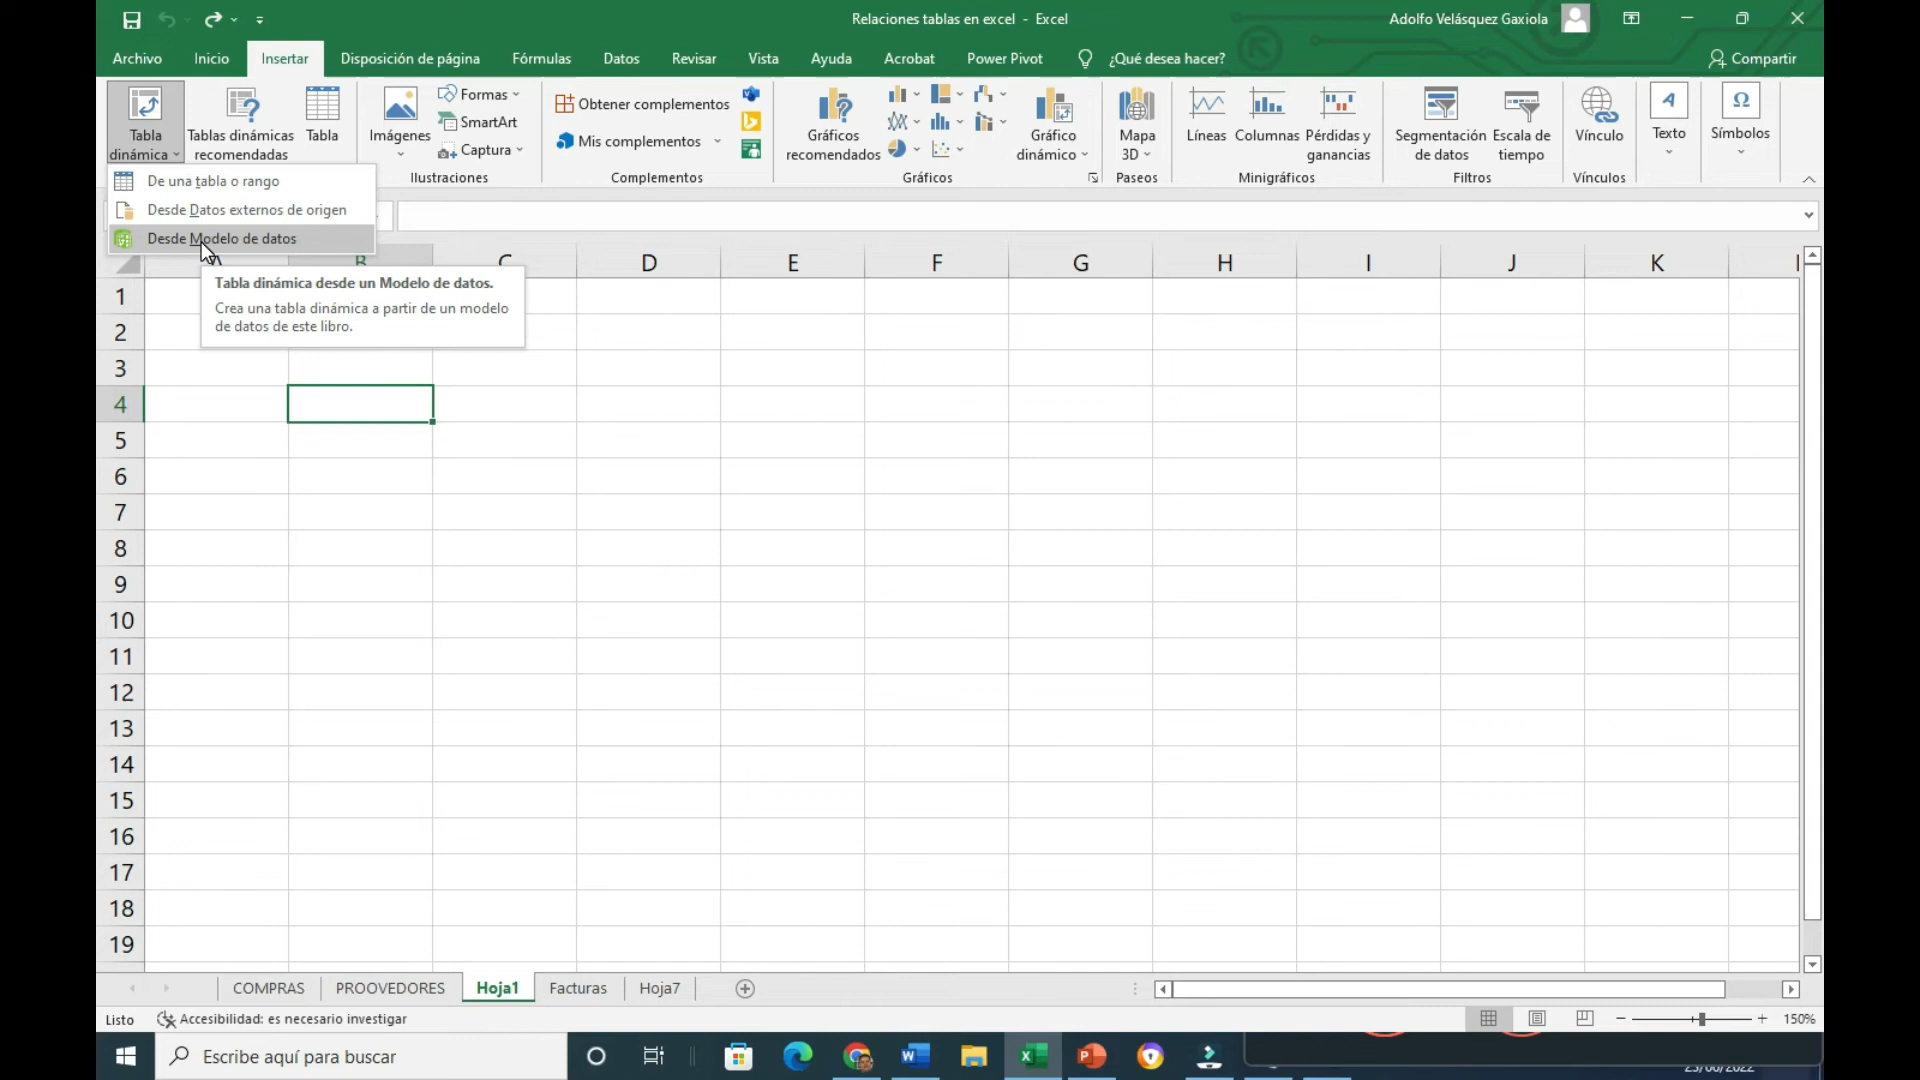 Relaciones tablas en excel - Excel
Adolfo Velásquez Gaxiola
Archivo Inicio Insertar Disposición de página Fórmulas Datos Revisar Vista Ayuda Acrobat Power Pivot ¿Qué desea hacer? Compartir
Tabla dinámica
Tablas dinámicas recomendadas
Tabla
Imágenes
Formas
SmartArt
Captura
Ilustraciones
Obtener complementos
Mis complementos
Complementos
Gráficos recomendados
Gráficos
Gráfico dinámico
Mapa 3D
Paseos
Líneas
Columnas
Pérdidas y ganancias
Minigráficos
Segmentación de datos
Escala de tiempo
Filtros
Vínculo
Vínculos
Texto
Símbolos
De una tabla o rango
Desde Datos externos de origen
Desde Modelo de datos
Tabla dinámica desde un Modelo de datos.
Crea una tabla dinámica a partir de un modelo
de datos de este libro.
B C D E F G H I J K
1
2
3
4
5
6
7
8
9
10
11
12
13
14
15
16
17
18
19
COMPRAS PROOVEDORES Hoja1 Facturas Hoja7
Listo Accesibilidad: es necesario investigar
150%
Escribe aquí para buscar